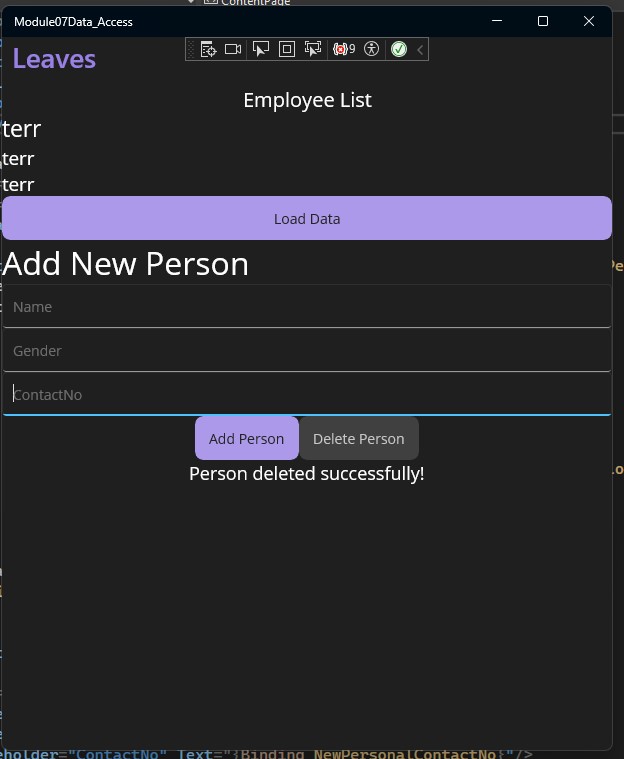 ContentPage
Module07Data_Access
Leaves
9
Employee List
terr
terr
terr
Load Data
Add New Person
Name
Gender
ContactNo
Add Person Delete Person
Person deleted successfully!
eholder="ContactNo" Text="{Binding NewPersonalContactNo}"/>